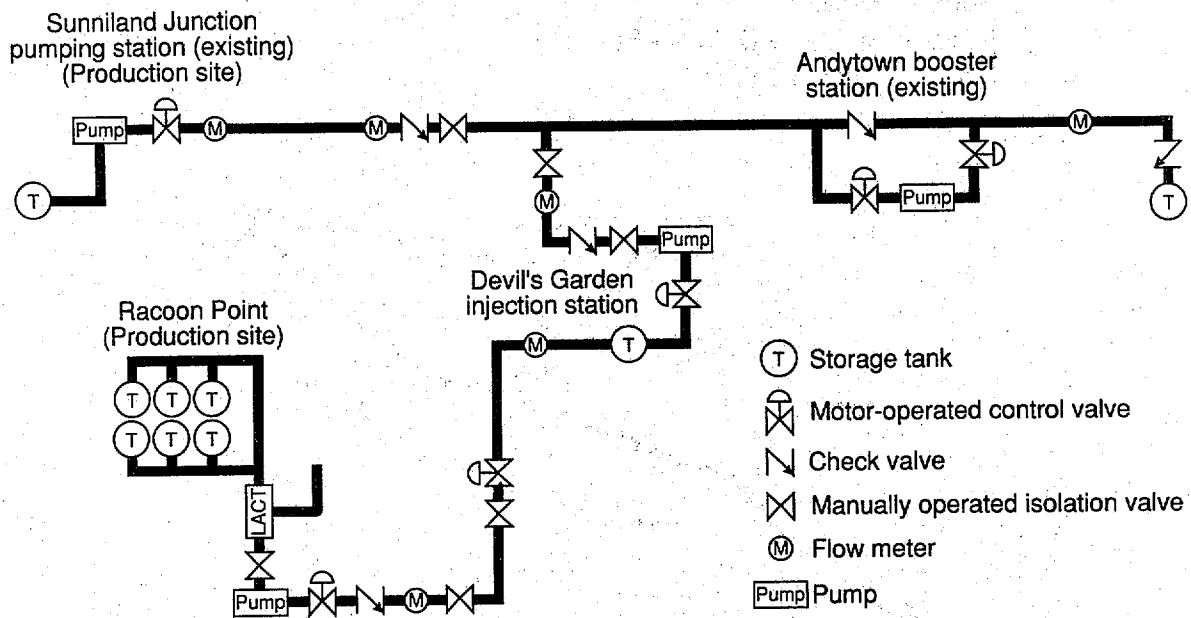 Sunniland Junction
pumping station (existing)
(Production site)
Andytown booster
station (existing)
Pump
M
M
M
T
M
Pump
T
Pump
Devil's Garden
injection station
Racoon Point
(Production site)
M
T
T T T
T T T
LACT
Pump
M
T Storage tank
Motor-operated control valve
Check valve
Manually operated isolation valve
M Flow meter
Pump Pump